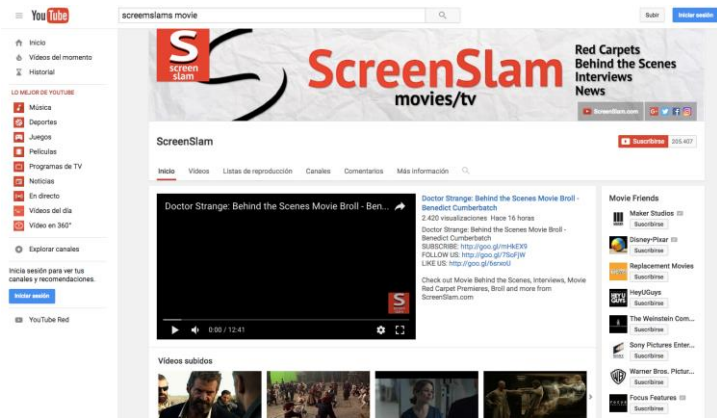 YouTube
screemslams movie
Subir
Iniciar sesión
Inicio
Vídeos del momento
Historial
LO MEJOR DE YOUTUBE
Música
Deportes
Juegos
Películas
Programas de TV
Noticias
En directo
Vídeos del día
Vídeo en 360°
Explorar canales
Inicia sesión para ver tus
canales y recomendaciones.
Iniciar sesión
YouTube Red
S
screen
slam
ScreenSlam
movies/tv
Red Carpets
Behind the Scenes
Interviews
News
ScreenSlam.com
ScreenSlam
Suscribirse 205.407
Inicio Vídeos Listas de reproducción Canales Comentarios Más información
Doctor Strange: Behind the Scenes Movie Broll - Ben...
S
0:00 / 12:41
Doctor Strange: Behind the Scenes Movie Broll -
Benedict Cumberbatch
2.420 visualizaciones Hace 16 horas
Doctor Strange: Behind the Scenes Movie Broll -
Benedict Cumberbatch
SUBSCRIBE: http://goo.gl/mHkEX9
FOLLOW US: http://goo.gl/7SoFjW
LIKE US: http://goo.gl/6snxoU
Check out Movie Behind the Scenes, Interviews, Movie
Red Carpet Premieres, Broll and more from
ScreenSlam.com
Vídeos subidos
Movie Friends
Maker Studios
Suscribirse
Disney•Pixar
Suscribirse
Replacement Movies
Suscribirse
HEYU
GUYS
HeyUGuys
Suscribirse
The Weinstein Com...
Suscribirse
Sony Pictures Enter...
Suscribirse
Warner Bros. Pictur...
Suscribirse
Focus Features
Suscribirse